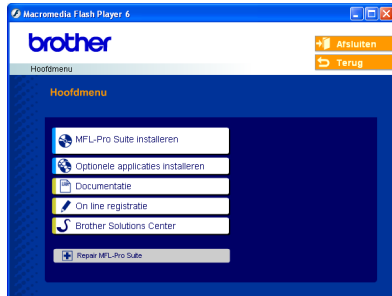 Macromedia Flash Player 6
brother
Afsluiten
Terug
Hoofdmenu
Hoofdmenu
MFL-Pro Suite installeren
Optionele applicaties installeren
Documentatie
On line registratie
Brother Solutions Center
Repair MFL-Pro Suite